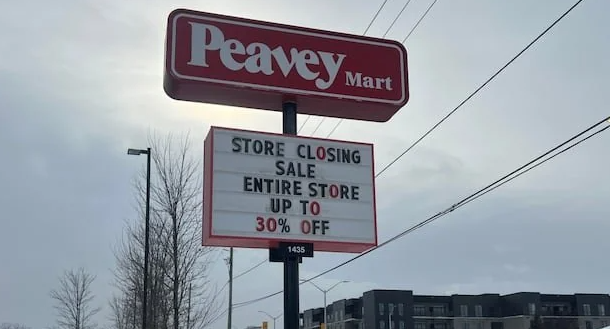 Peavey Mart
STORE CLOSING
SALE
ENTIRE STORE
UP TO
30% OFF
1435